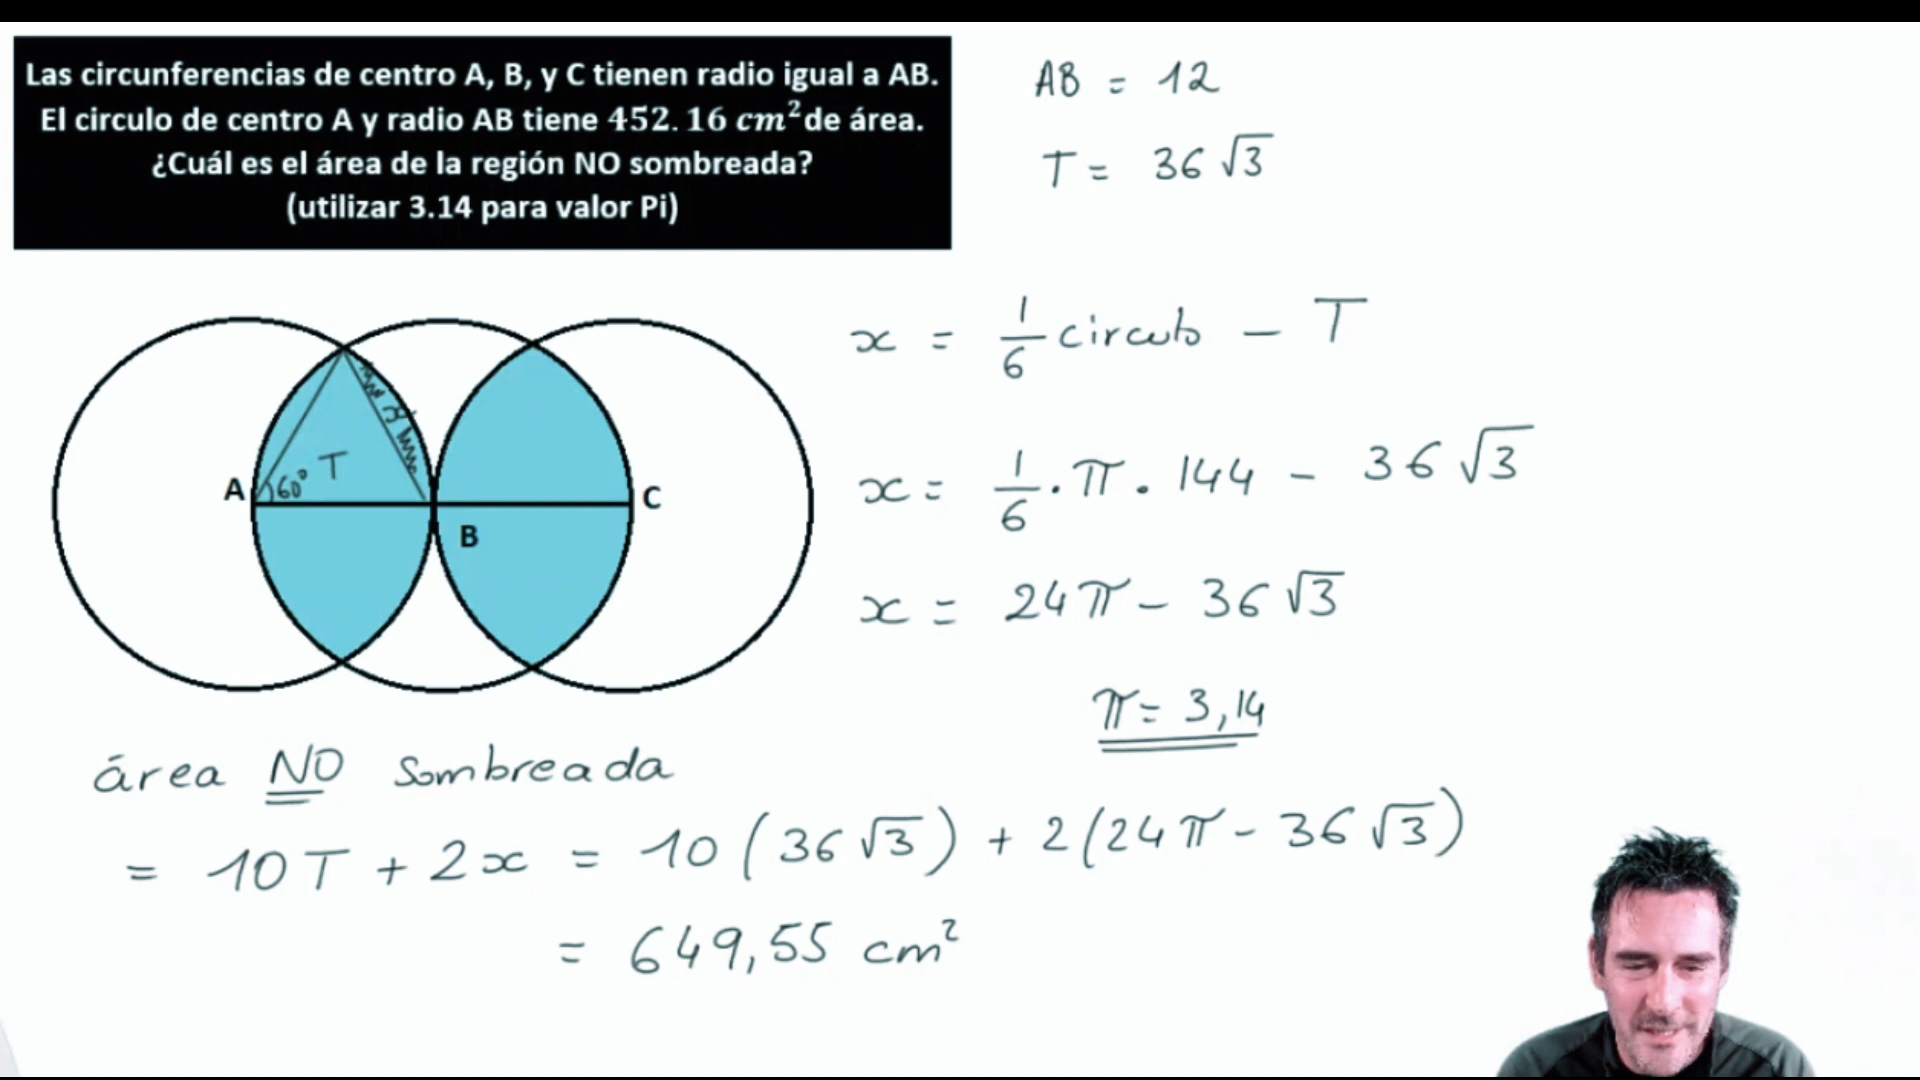 Las circunferencias de centro A, B, y C tienen radio igual a AB.
El circulo de centro A y radio AB tiene 452.16 cm² de área.
¿Cuál es el área de la región NO sombreada?
(utilizar 3.14 para valor Pi)
AB = 12
T = 36 √3
x = 1/6 circulo - T
x = 1/6 . π . 144 - 36 √3
x = 24 π - 36 √3
π = 3,14
A 60° T x
B
C
área NO sombreada
= 10 T + 2x = 10 (36 √3) + 2 (24 π - 36 √3)
= 649,55 cm²